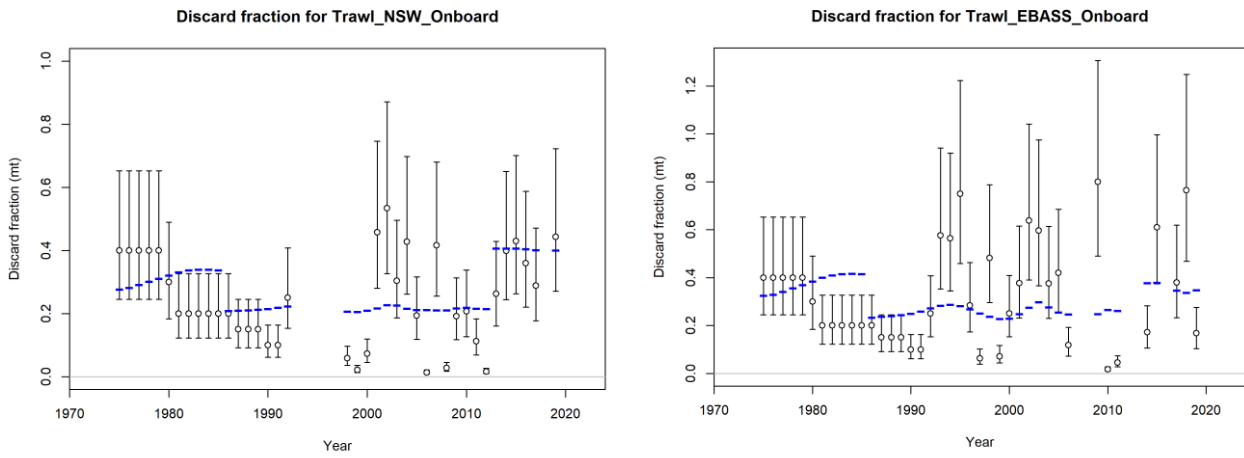 Discard fraction for Trawl_NSW_Onboard
Discard fraction (mt)
1.0
0.8
0.6
0.4
0.2
0.0
1970 1980 1990 2000 2010 2020
Year
Discard fraction for Trawl_EBASS_Onboard
Discard fraction (mt)
1.2
1.0
0.8
0.6
0.4
0.2
0.0
1970 1980 1990 2000 2010 2020
Year